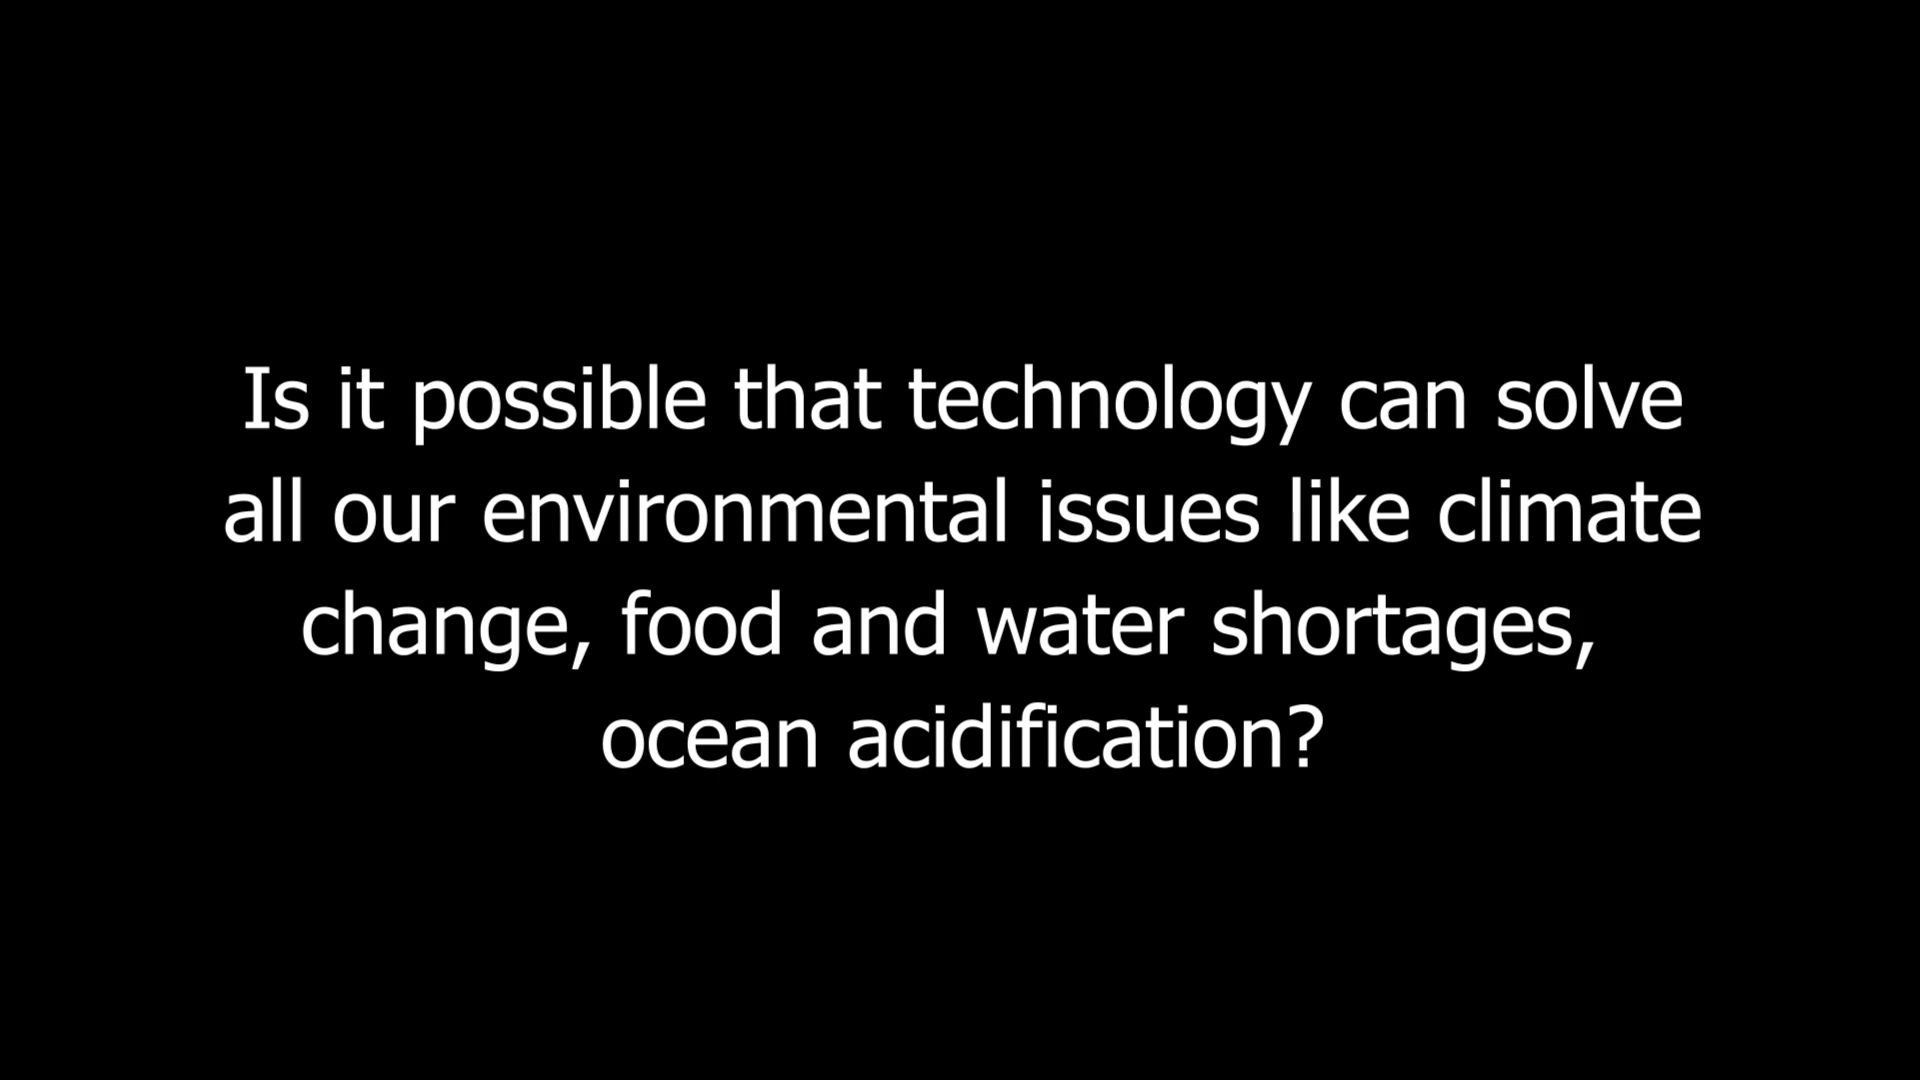 Is it possible that technology can solve
all our environmental issues like climate
change, food and water shortages,
ocean acidification?